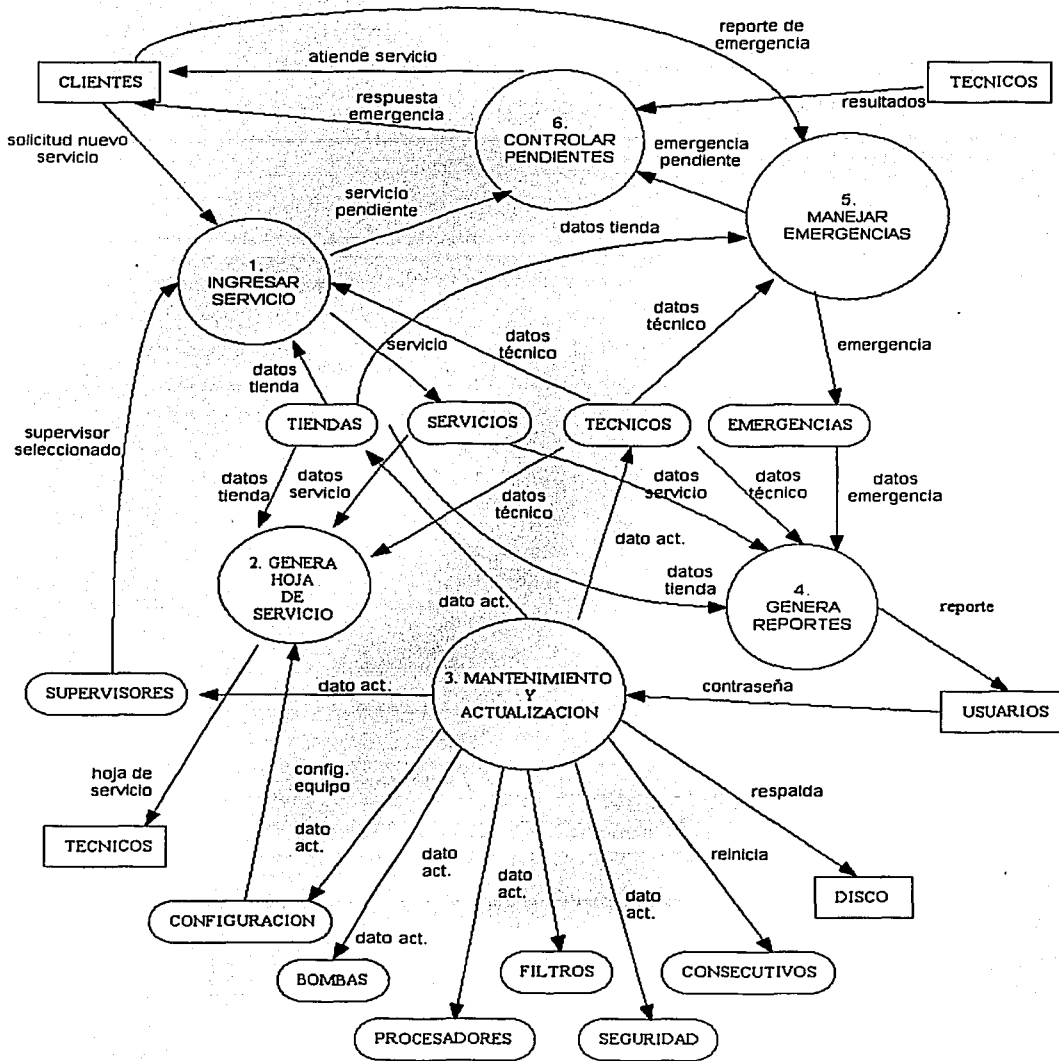 reporte de
emergencia
atiende servicio
CLIENTES
TECNICOS
respuesta
emergencia
resultados
6.
CONTROLAR
PENDIENTES
solicitud nuevo
servicio
emergencia
pendiente
servicio
pendiente
5.
MANEJAR
EMERGENCIAS
datos tienda
1.
INGRESAR
SERVICIO
datos
técnico
datos
técnico
servicio
emergencia
datos
tienda
TIENDAS
SERVICIOS
TECNICOS
EMERGENCIAS
supervisor
seleccionado
datos
tienda
datos
servicio
datos
técnico
datos
servicio
datos
técnico
datos
emergencia
dato act.
2. GENERA
HOJA
DE
SERVICIO
datos
tienda
4.
GENERA
REPORTES
dato act.
reporte
SUPERVISORES
dato act.
3. MANTENIMIENTO
Y
ACTUALIZACION
contraseña
USUARIOS
hoja de
servicio
config.
equipo
respalda
TECNICOS
dato
act.
dato
act.
dato
act.
dato
act.
reinicia
DISCO
CONFIGURACION
dato act.
BOMBAS
FILTROS
CONSECUTIVOS
PROCESADORES
SEGURIDAD